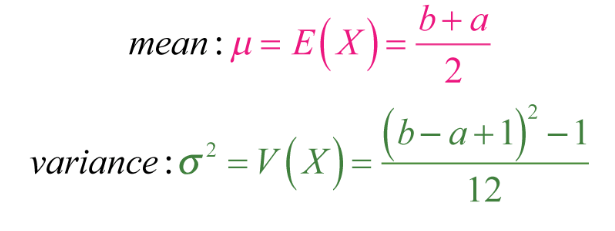 mean: μ = E(X) = (b+a)/2
variance: σ² = V(X) = ((b−a+1)² −1)/12